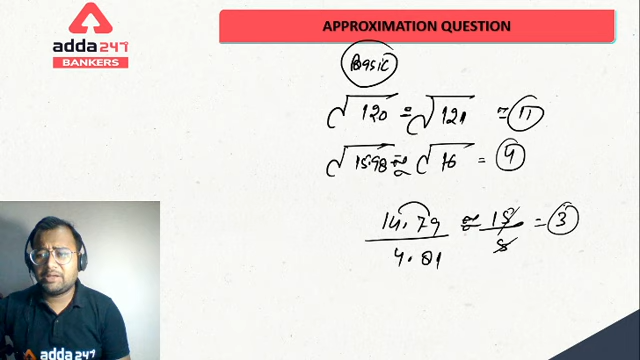 adda247
BANKERS
APPROXIMATION QUESTION
Basic
√120 ≈ √121 ≈ 11
√15.98 ≈ √16 = 4
14.79 / 4.81 ≈ 15 / 5 = 3
adda247